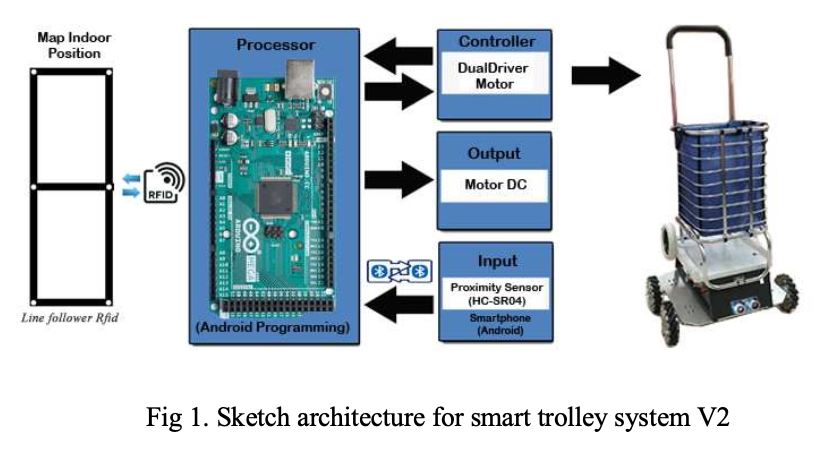 Map Indoor
Position
Line follower Rfid
RFID
Processor
ARDUINO
(Android Programming)
Controller
DualDriver
Motor
Output
Motor DC
Input
Proximity Sensor
(HC-SR04)
Smartphone
(Android)
Fig 1. Sketch architecture for smart trolley system V2